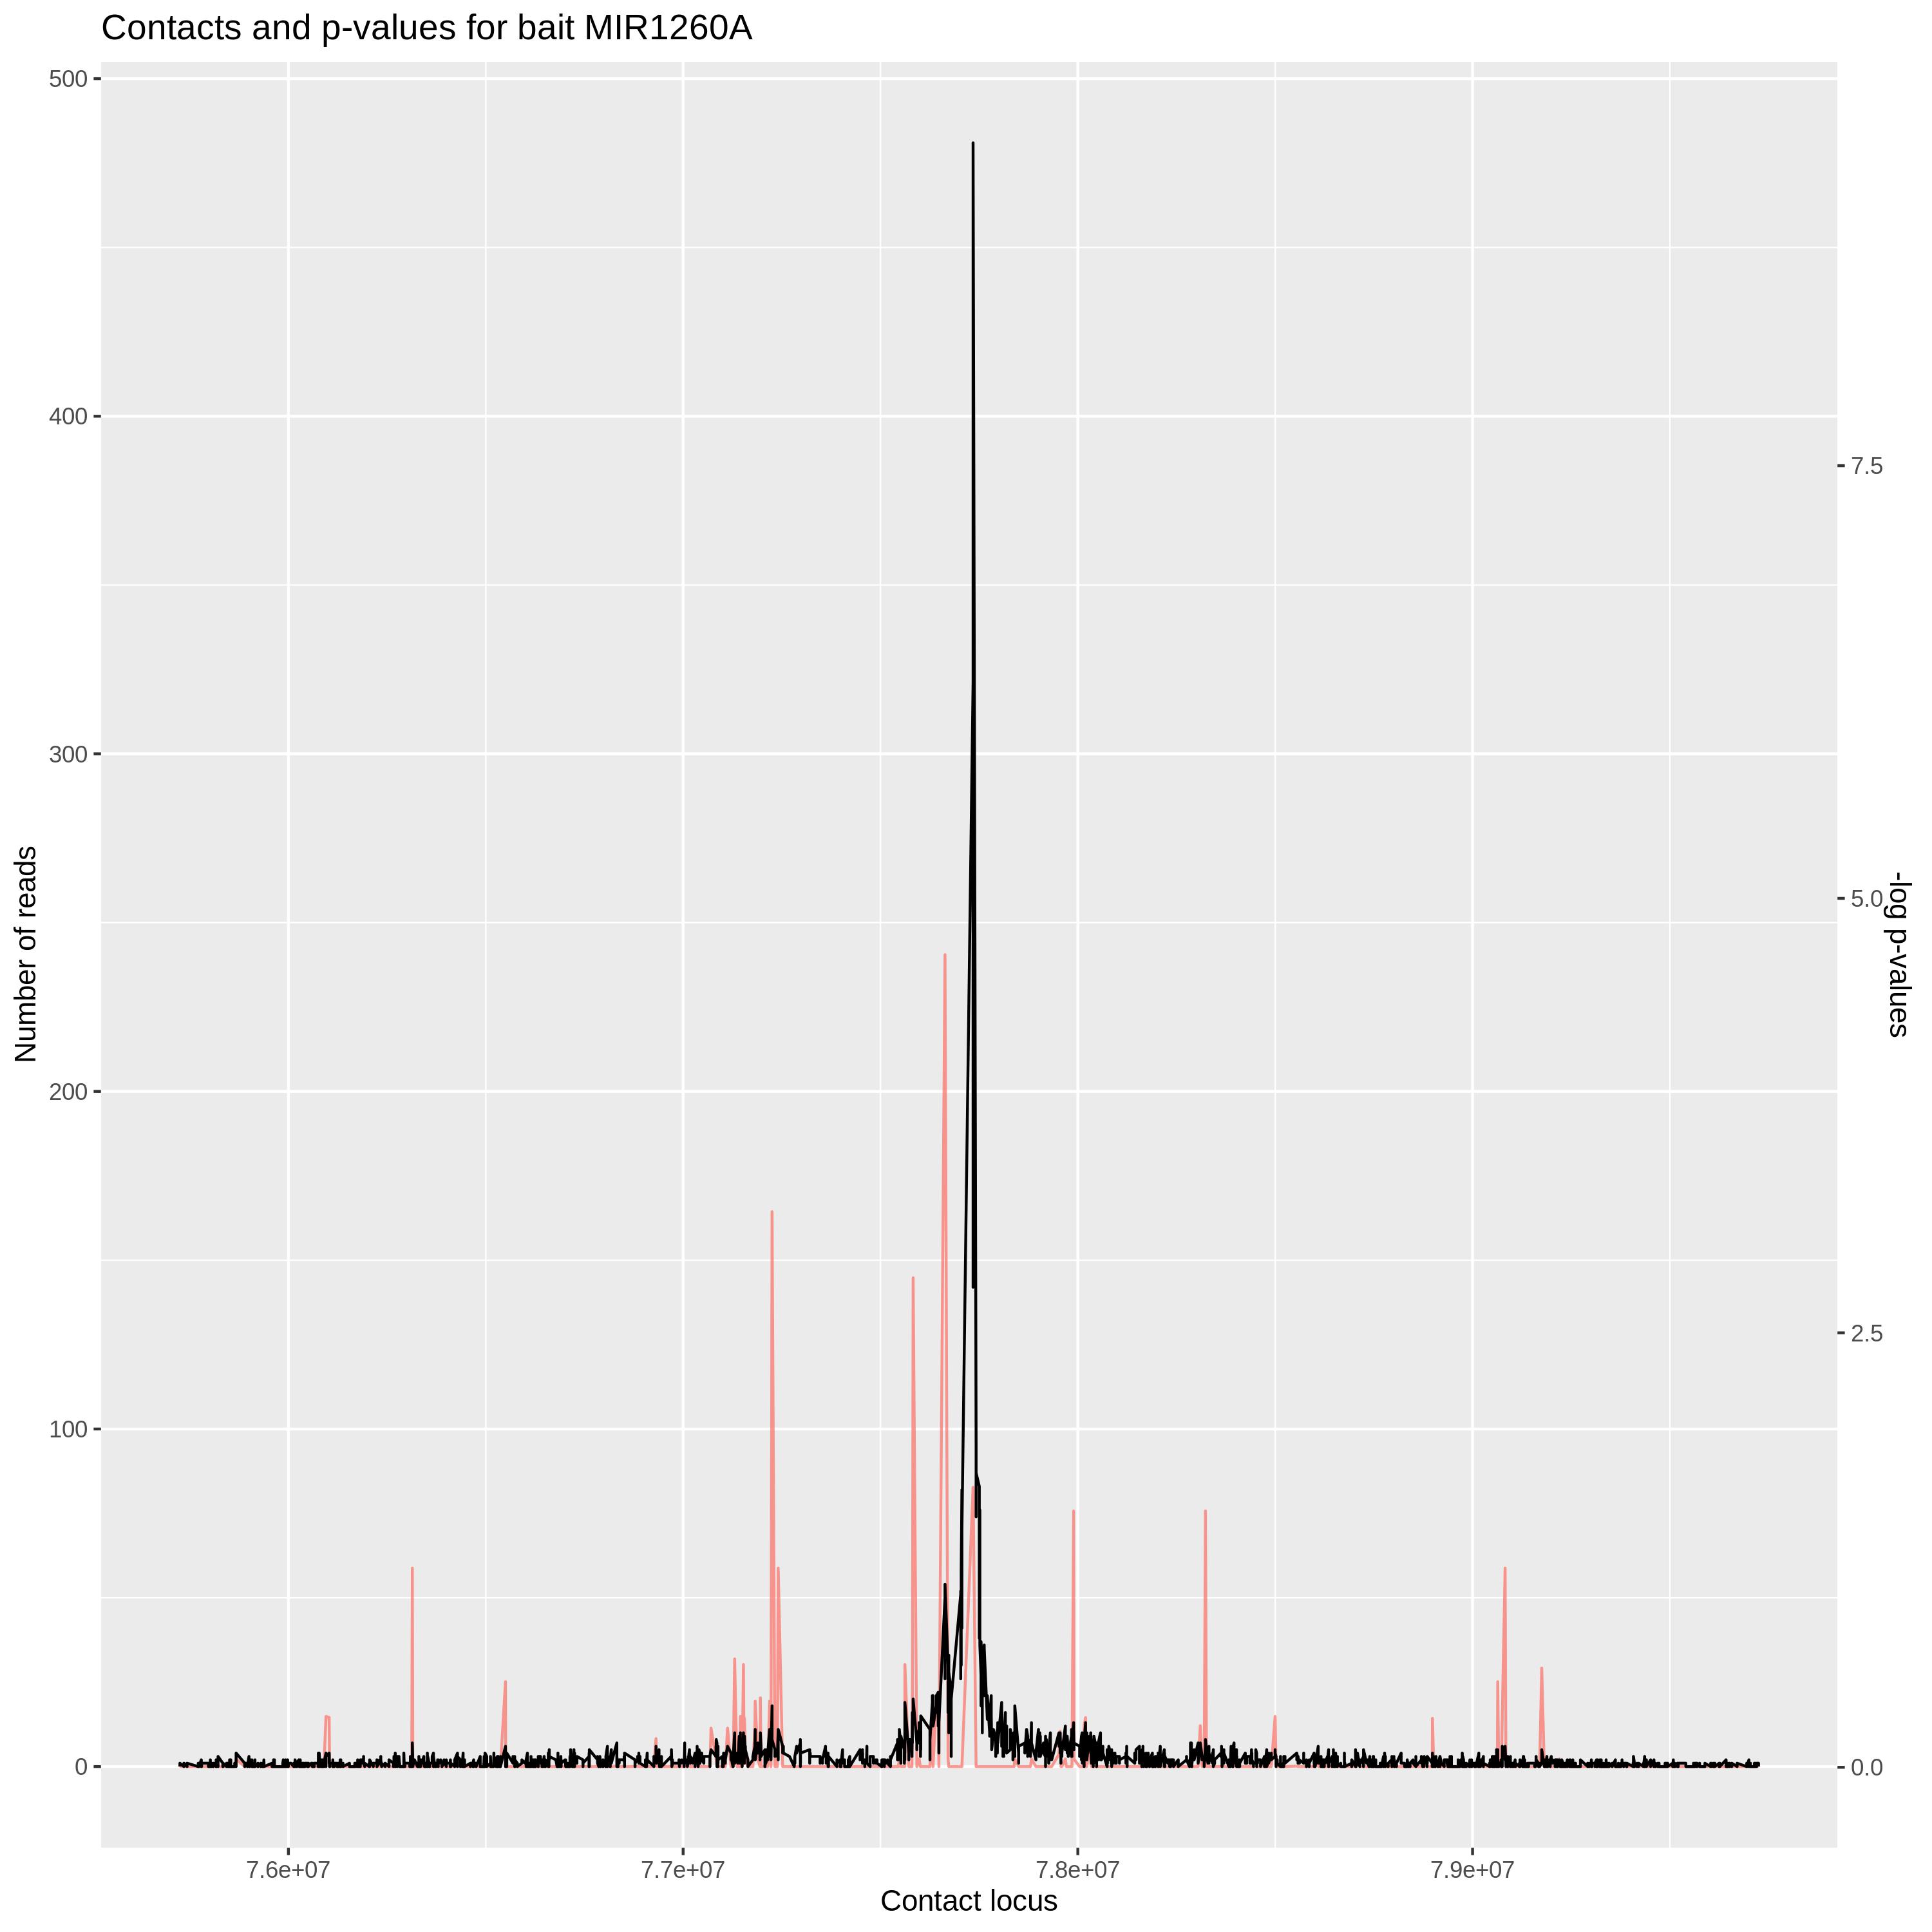 Contacts and p-values for bait MIR1260A
500
400
300
200
100
0
Number of reads
7.5
5.0
2.5
0.0
-log p-values
7.6e+07
7.7e+07
7.8e+07
7.9e+07
Contact locus